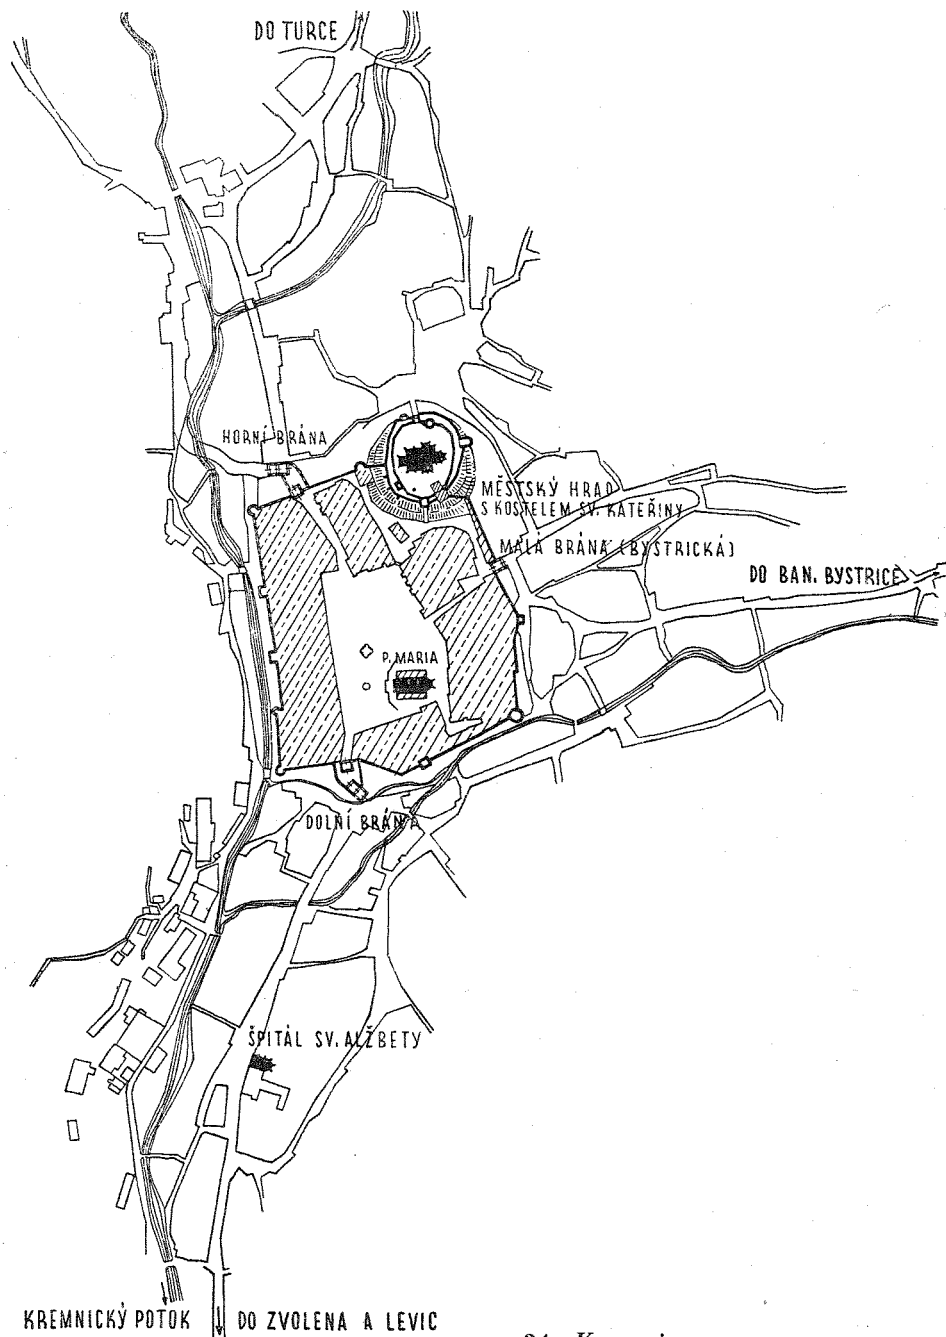 DO TURCE
HORNÍ BRÁNA
MĚSTSKÝ HRAD
S KOSTELEM SV. KATEŘINY
MALÁ BRÁNA (BYSTRICKÁ)
DO BAN. BYSTRICE
P. MARIA
DOLNÍ BRÁNA
ŠPITÁL SV. ALŽBETY
KREMNICKÝ POTOK
DO ZVOLENA A LEVIC